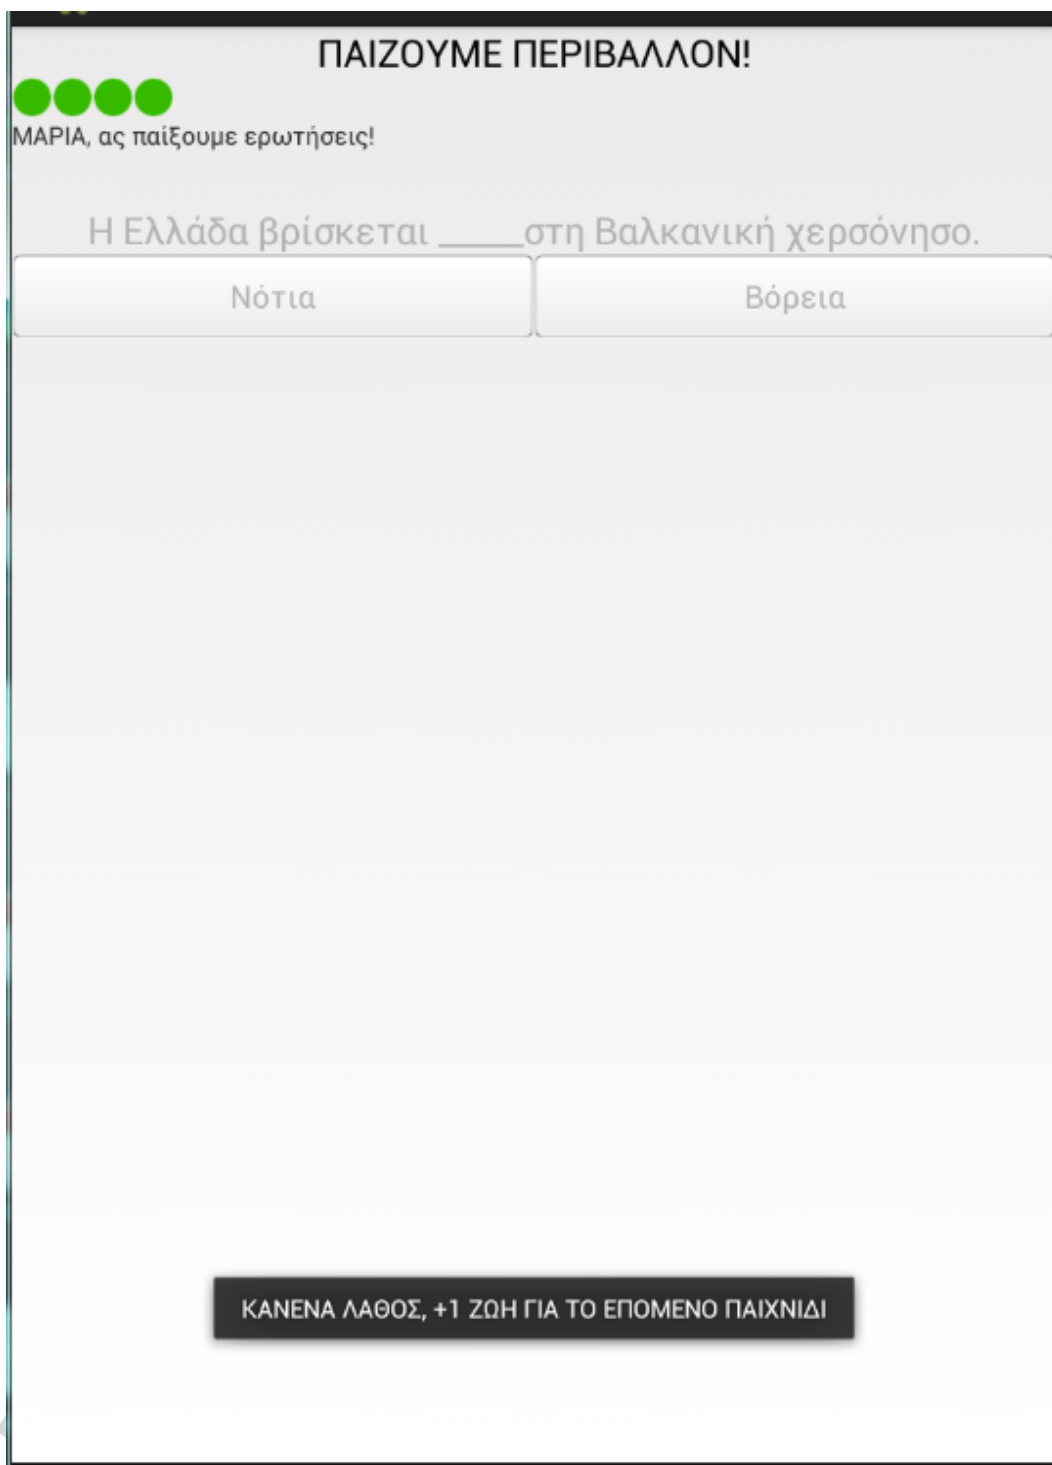 ΠΑΙΖΟΥΜΕ ΠΕΡΙΒΑΛΛΟΝ!
ΜΑΡΙΑ, ας παίξουμε ερωτήσεις!
Η Ελλάδα βρίσκεται _____στη Βαλκανική χερσόνησο.
Νότια Βόρεια
ΚΑΝΕΝΑ ΛΑΘΟΣ, +1 ΖΩΗ ΓΙΑ ΤΟ ΕΠΟΜΕΝΟ ΠΑΙΧΝΙΔΙ